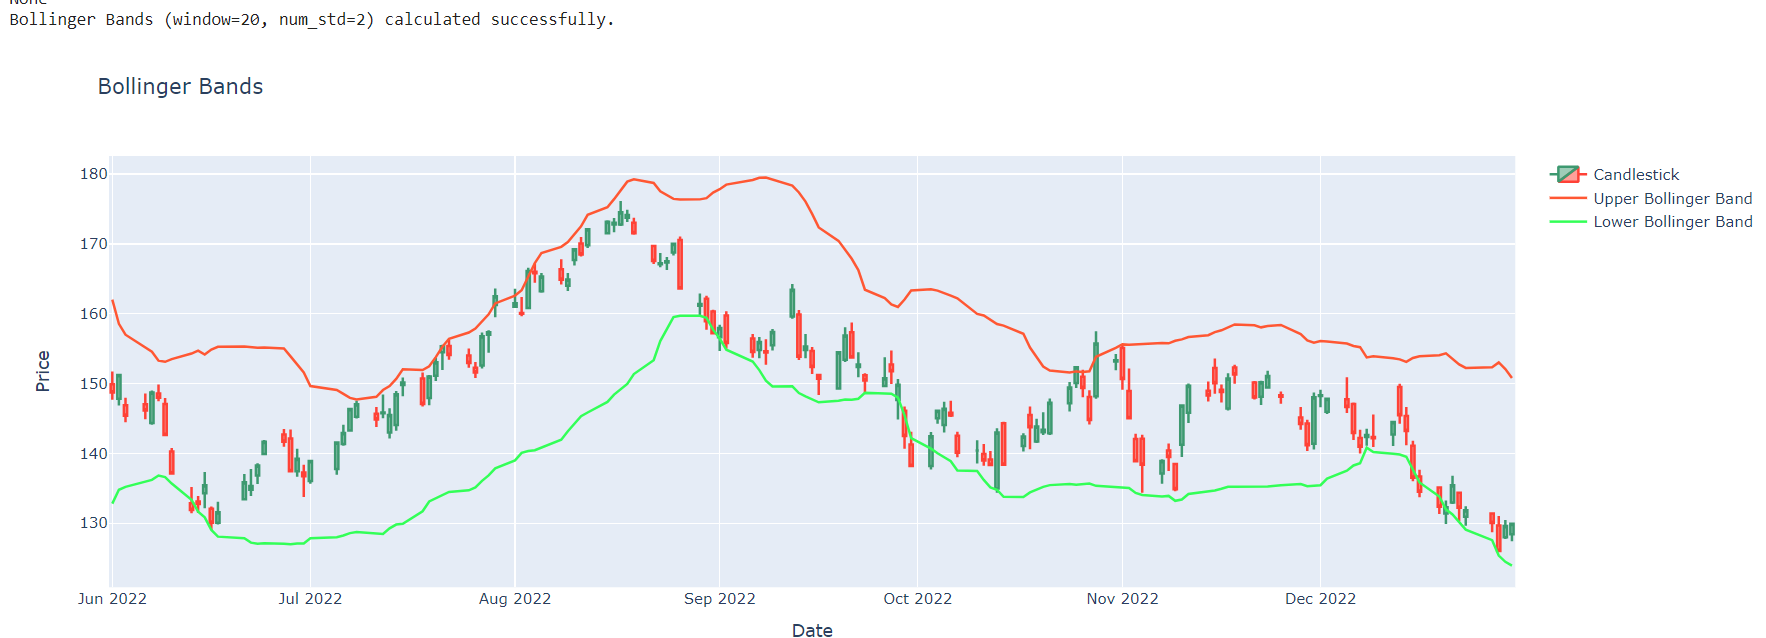 None
Bollinger Bands (window=20, num_std=2) calculated successfully.
Bollinger Bands
Candlestick
Upper Bollinger Band
Lower Bollinger Band
Price
180
170
160
150
140
130
Jun 2022
Jul 2022
Aug 2022
Sep 2022
Oct 2022
Nov 2022
Dec 2022
Date